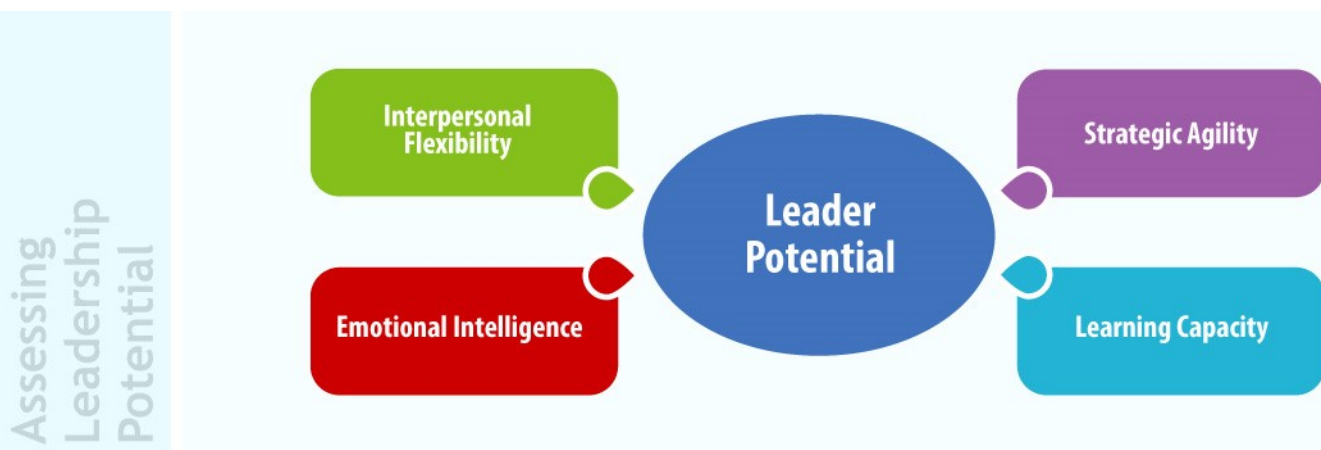 Assessing
Leadership
Potential
Interpersonal
Flexibility
Emotional Intelligence
Leader
Potential
Strategic Agility
Learning Capacity